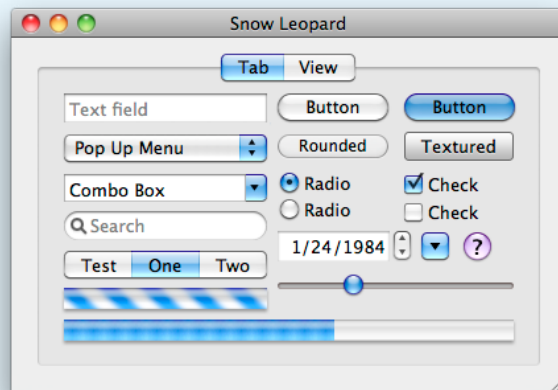 Snow Leopard
Tab View
Text field Button Button
Pop Up Menu Rounded Textured
Combo Box Radio Check
Search Radio Check
1/24/1984 ?
Test One Two